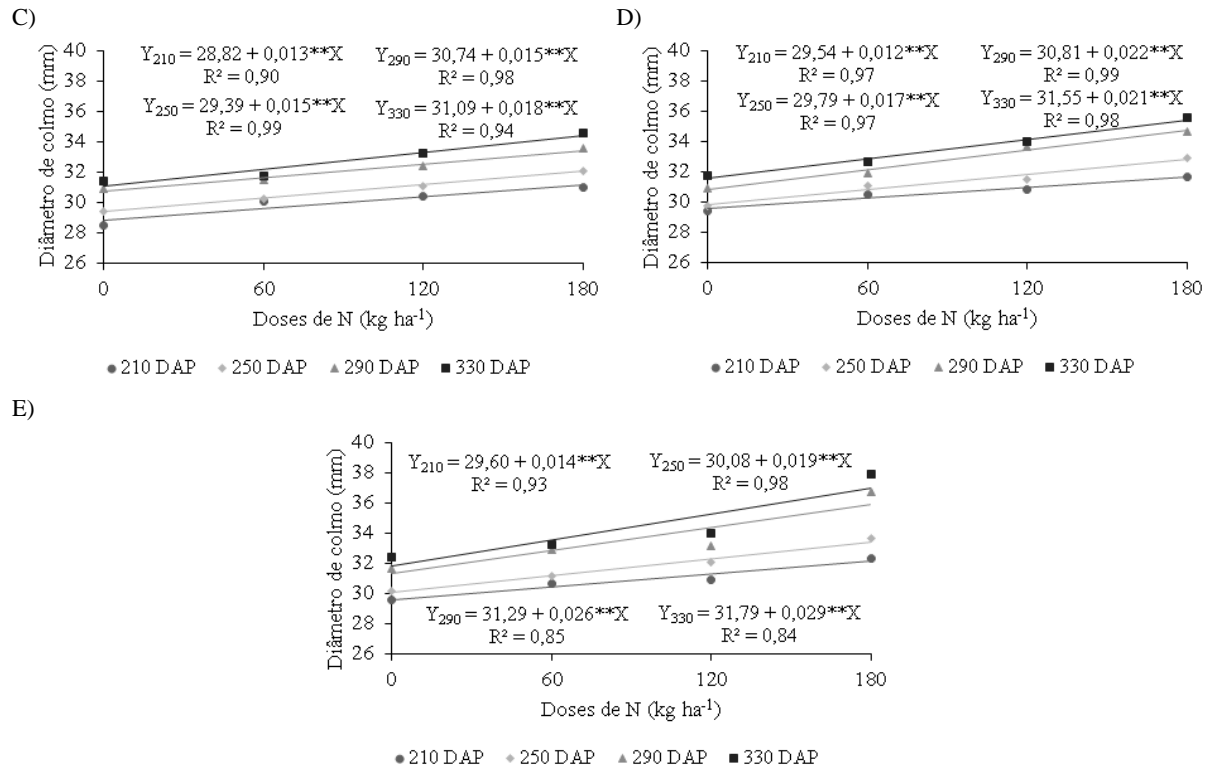 C)
Diâmetro de colmo (mm)
40
38
36
34
32
30
28
26
Y210 = 28,82 + 0,013**X
R² = 0,90
Y290 = 30,74 + 0,015**X
R² = 0,98
Y250 = 29,39 + 0,015**X
R² = 0,99
Y330 = 31,09 + 0,018**X
R² = 0,94
0 60 120 180
Doses de N (kg ha⁻¹)
210 DAP 250 DAP 290 DAP 330 DAP
D)
Diâmetro de colmo (mm)
40
38
36
34
32
30
28
26
Y210 = 29,54 + 0,012**X
R² = 0,97
Y290 = 30,81 + 0,022**X
R² = 0,99
Y250 = 29,79 + 0,017**X
R² = 0,97
Y330 = 31,55 + 0,021**X
R² = 0,98
0 60 120 180
Doses de N (kg ha⁻¹)
210 DAP 250 DAP 290 DAP 330 DAP
E)
Diâmetro de colmo (mm)
40
38
36
34
32
30
28
26
Y210 = 29,60 + 0,014**X
R² = 0,93
Y250 = 30,08 + 0,019**X
R² = 0,98
Y290 = 31,29 + 0,026**X
R² = 0,85
Y330 = 31,79 + 0,029**X
R² = 0,84
0 60 120 180
Doses de N (kg ha⁻¹)
210 DAP 250 DAP 290 DAP 330 DAP